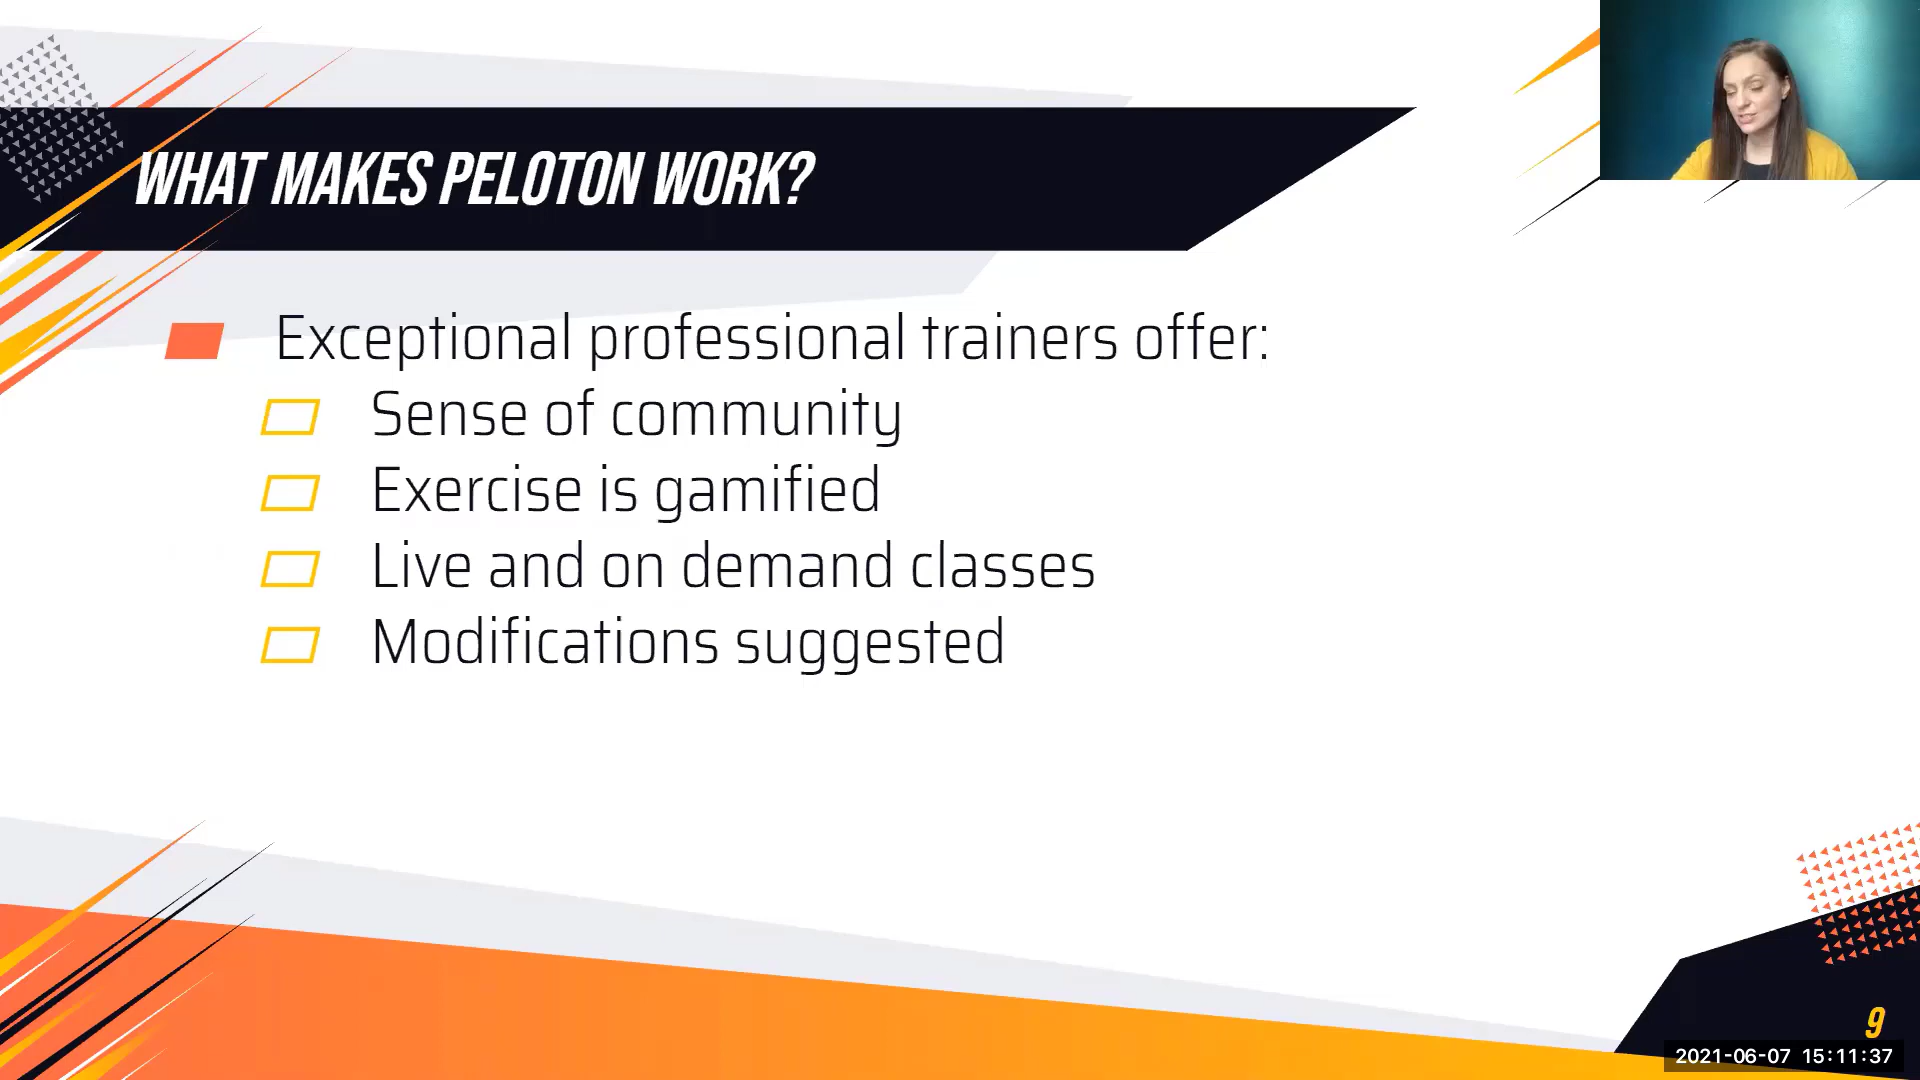 WHAT MAKES PELOTON WORK?
Exceptional professional trainers offer:
Sense of community
Exercise is gamified
Live and on demand classes
Modifications suggested
9
2021-06-07 15:11:37